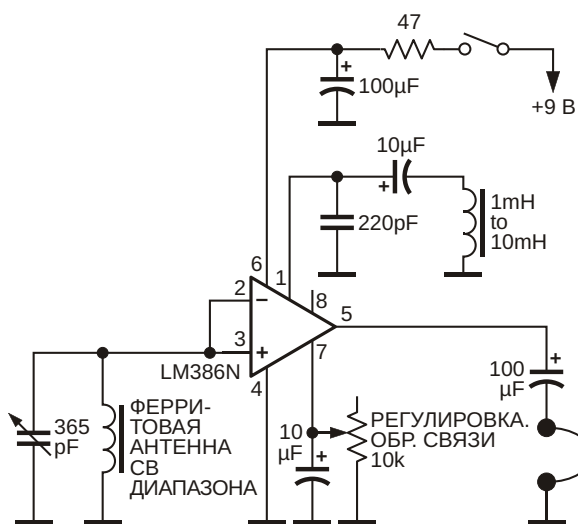 47
+
100µF
+9 В
10µF
+
220pF
1mH
to
10mH
6
1
2
8
–
5
3
+
7
LM386N
4
+
100
µF
365
pF
ФЕРРИ-
ТОВАЯ
АНТЕННА
СВ
ДИАПАЗОНА
10
µF
+
РЕГУЛИРОВКА.
ОБР. СВЯЗИ
10k